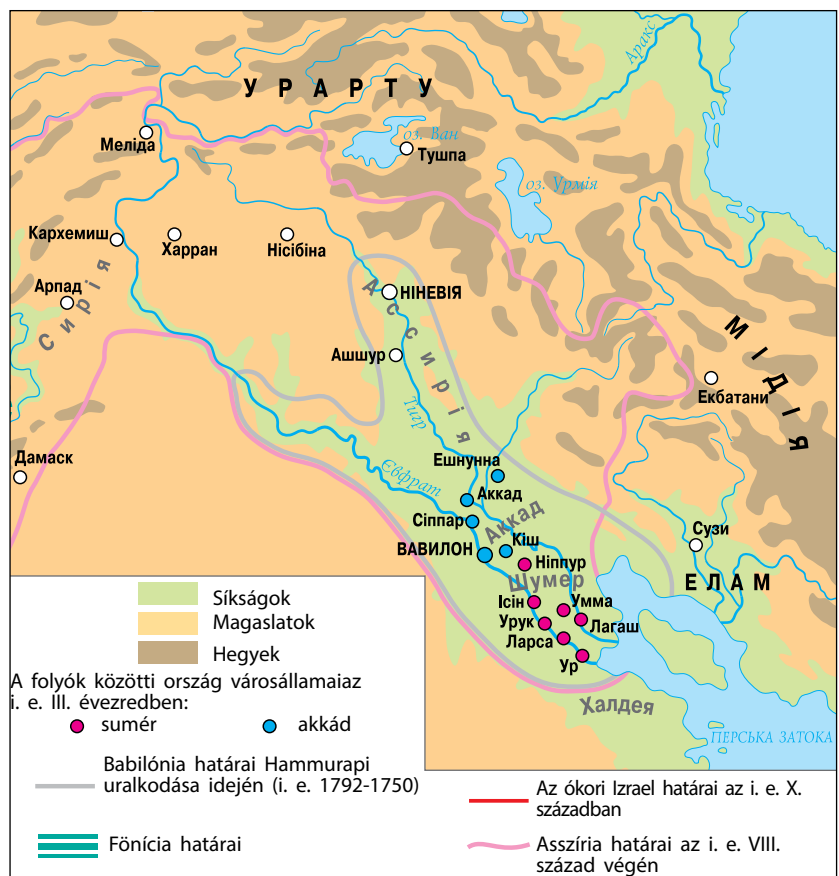 УРАРТУ
Аракс
Меліда
оз. Ван
Тушпа
оз. Урмія
Кархемиш
Харран
Нісібіна
Арпад
Сирія
НІНЕВІЯ
Ассирія
Ашшур
МІДІЯ
Екбатани
Тигр
Дамаск
Євфрат
Ешнунна
Аккад
Сіппар
Аккад
ВАВИЛОН
Кіш
Ніппур
Сузи
Шумер
ЕЛАМ
Ісін
Умма
Урук
Лагаш
Ларса
Ур
Халдея
ПЕРСЬКА ЗАТОКА
Síkságok
Magaslatok
Hegyek
A folyók közötti ország városállamaiaz
i. e. III. évezredben:
sumér
akkád
Babilónia határai Hammurapi
uralkodása idején (i. e. 1792-1750)
Fönícia határai
Az ókori Izrael határai az i. e. X.
században
Asszíria határai az i. e. VIII.
század végén